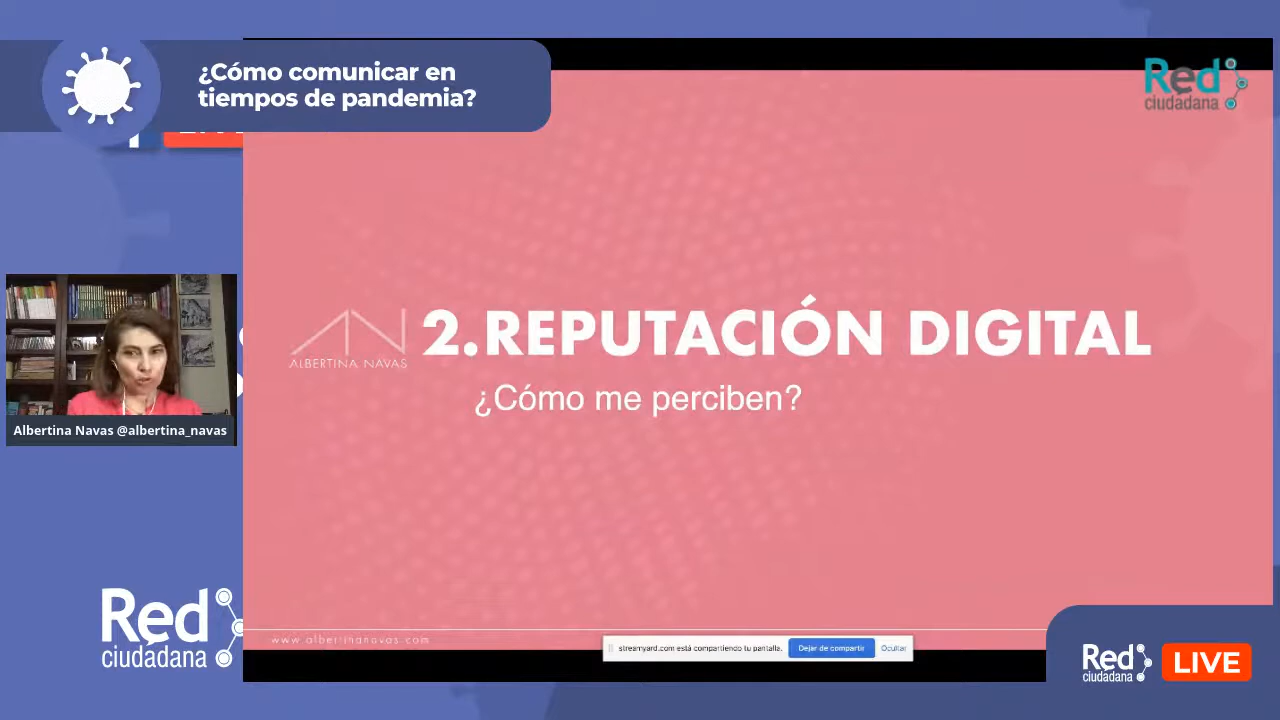 ¿Cómo comunicar en
tiempos de pandemia?
Red
ciudadana
2.REPUTACIÓN DIGITAL
ALBERTINA NAVAS
¿Cómo me perciben?
Albertina Navas @albertina_navas
Red
ciudadana
www.albertinanavas.com
streamyard.com está compartiendo tu pantalla.
Dejar de compartir
Ocultar
Red
ciudadana
LIVE